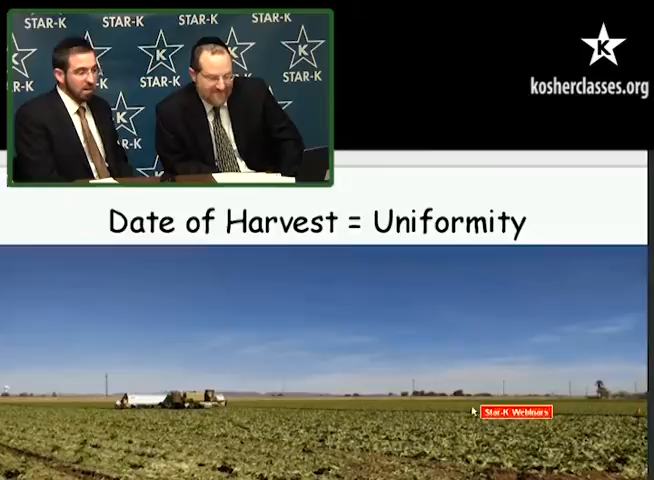 STAR-K STAR-K STAR-K STAR-K
K
K K K
R-K STAR-K STAR-K
K
STAR-K
K
kosherclasses.org
Date of Harvest = Uniformity
Star-K Webinars